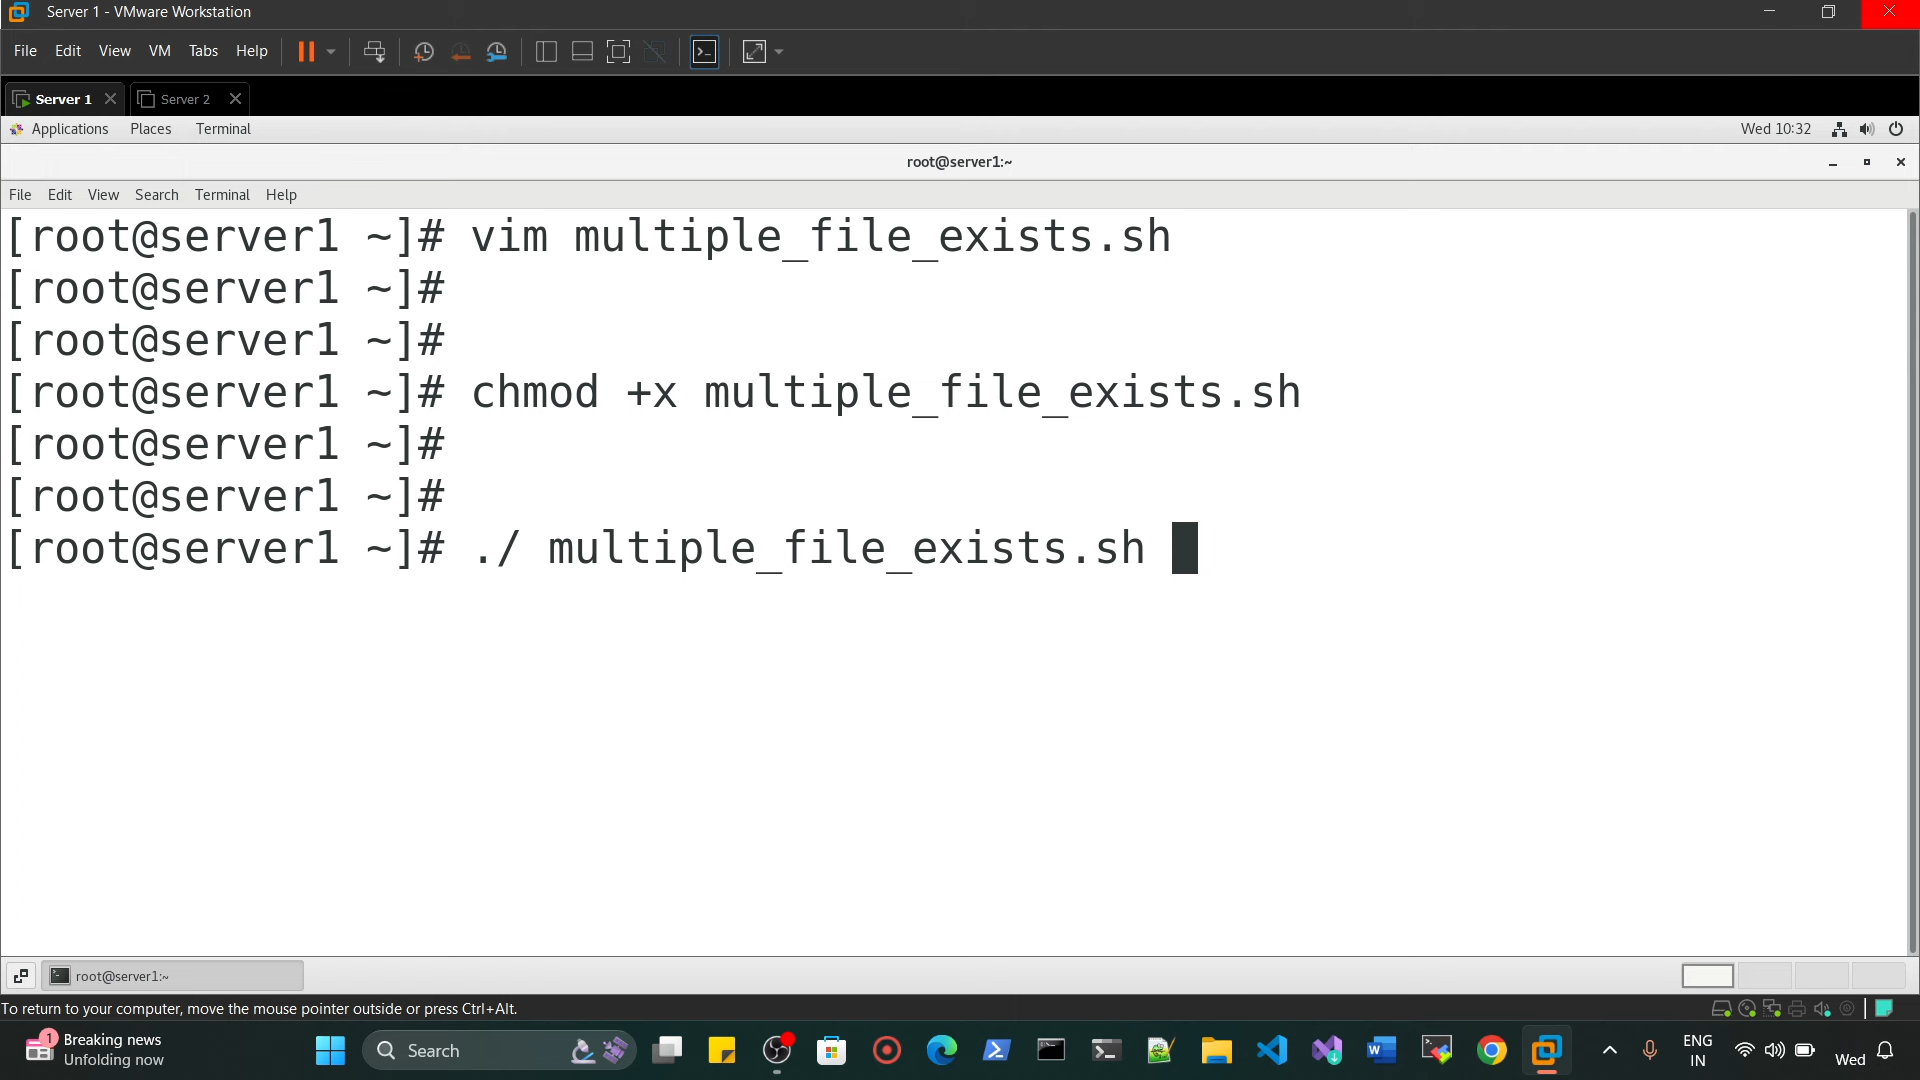 Server 1 - VMware Workstation
File Edit View VM Tabs Help
Server 1 Server 2
Applications Places Terminal Wed 10:32
root@server1:~
File Edit View Search Terminal Help
[root@server1 ~]# vim multiple_file_exists.sh
[root@server1 ~]#
[root@server1 ~]#
[root@server1 ~]# chmod +x multiple_file_exists.sh
[root@server1 ~]#
[root@server1 ~]#
[root@server1 ~]# ./ multiple_file_exists.sh
root@server1:~
To return to your computer, move the mouse pointer outside or press Ctrl+Alt.
1 Breaking news
Unfolding now
Search
ENG
IN
Wed